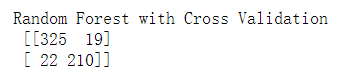 Random Forest with Cross Validation
[[325  19]
[ 22 210]]